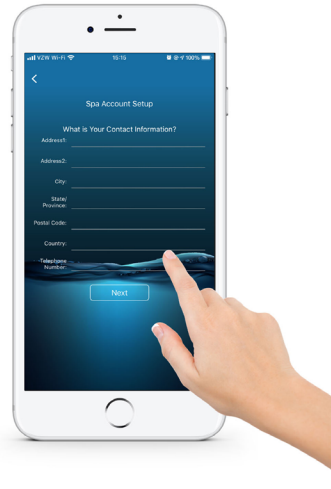 VZW Wi-Fi 15:15 100%
Spa Account Setup
What is Your Contact Information?
Address1:
Address2:
City:
State/
Province:
Postal Code:
Country:
Telephone
Number:
Next